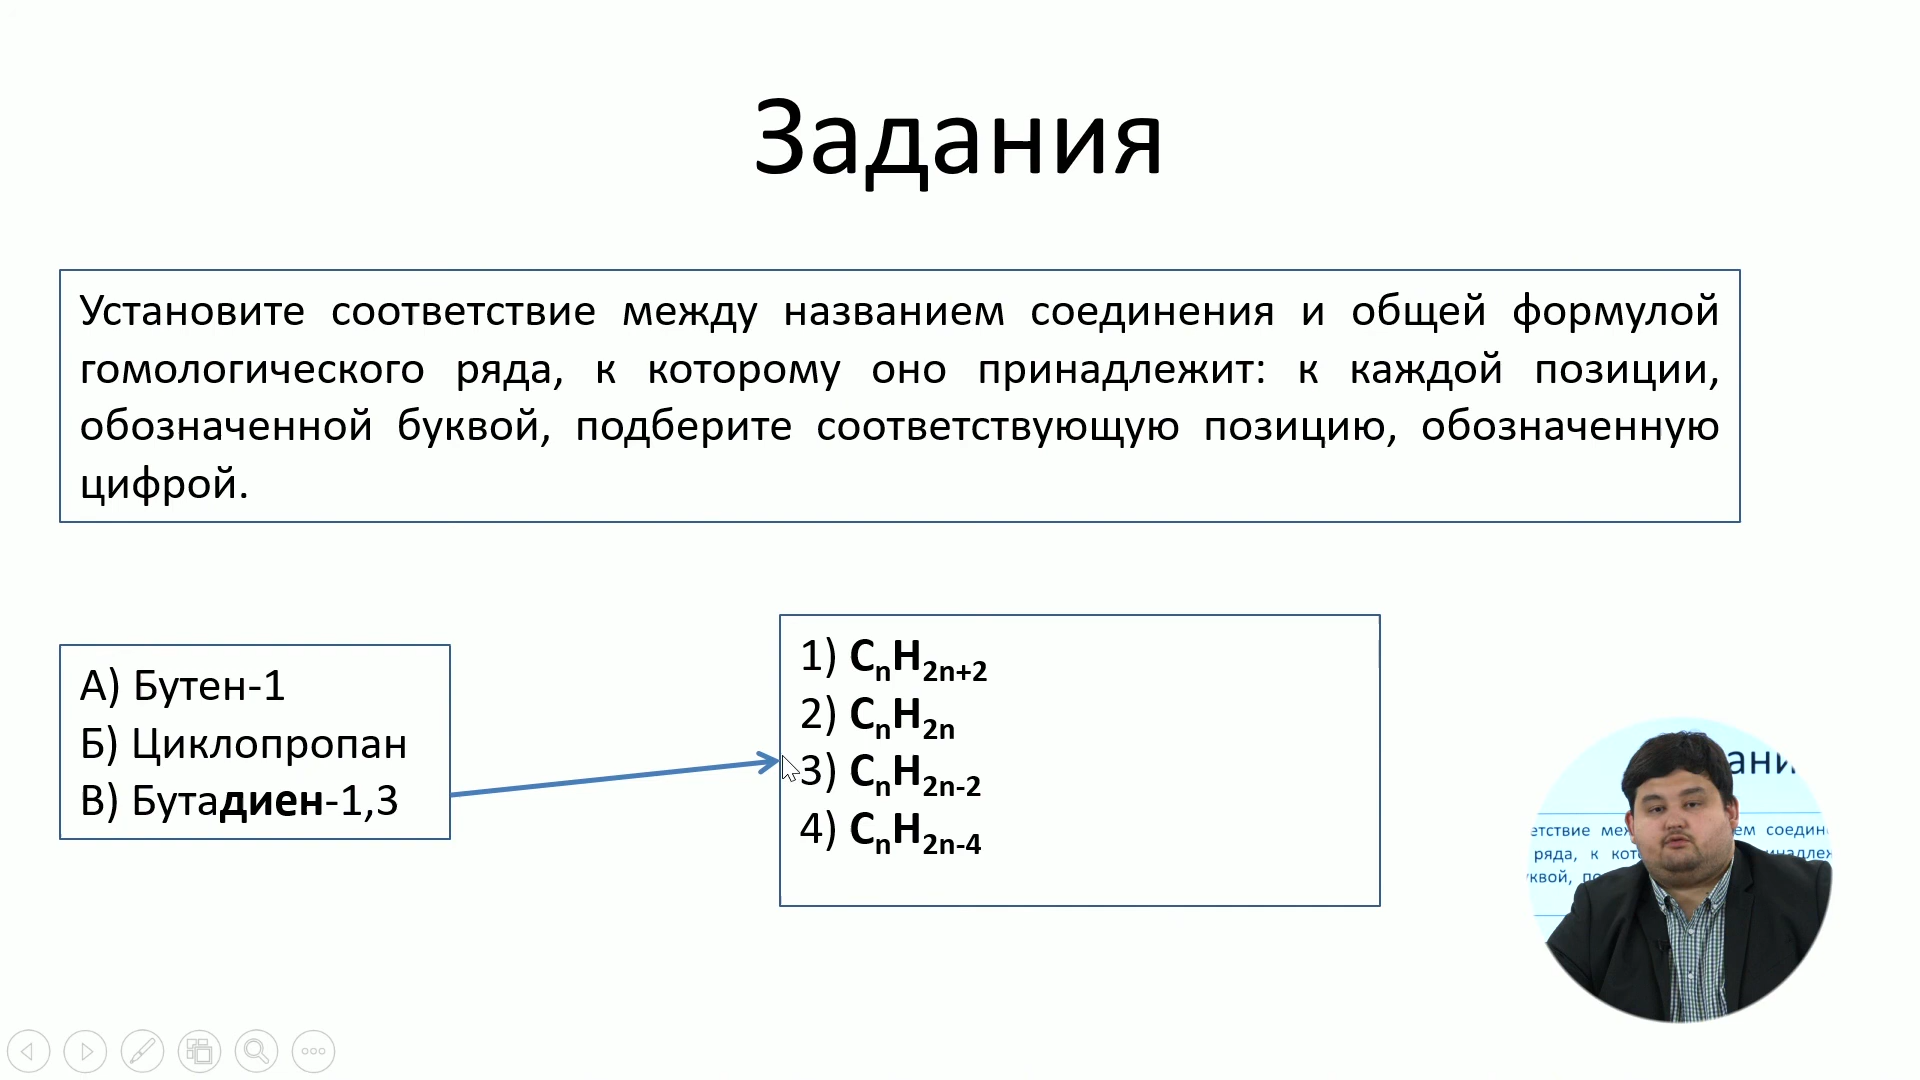 Задания
Установите соответствие между названием соединения и общей формулой
гомологического ряда, к которому оно принадлежит: к каждой позиции,
обозначенной буквой, подберите соответствующую позицию, обозначенную
цифрой.
А) Бутен-1
Б) Циклопропан
В) Бутадиен-1,3
1) CₙH₂ₙ₊₂
2) CₙH₂ₙ
3) CₙH₂ₙ₋₂
4) CₙH₂ₙ₋₄